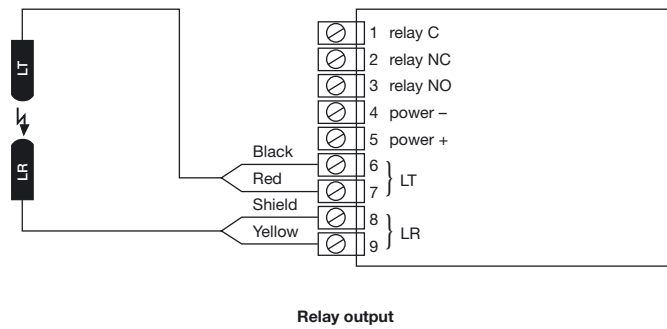 LT
LR
1 relay C
2 relay NC
3 relay NO
4 power –
5 power +
Black 6
Red 7
LT
Shield 8
Yellow 9
LR
Relay output